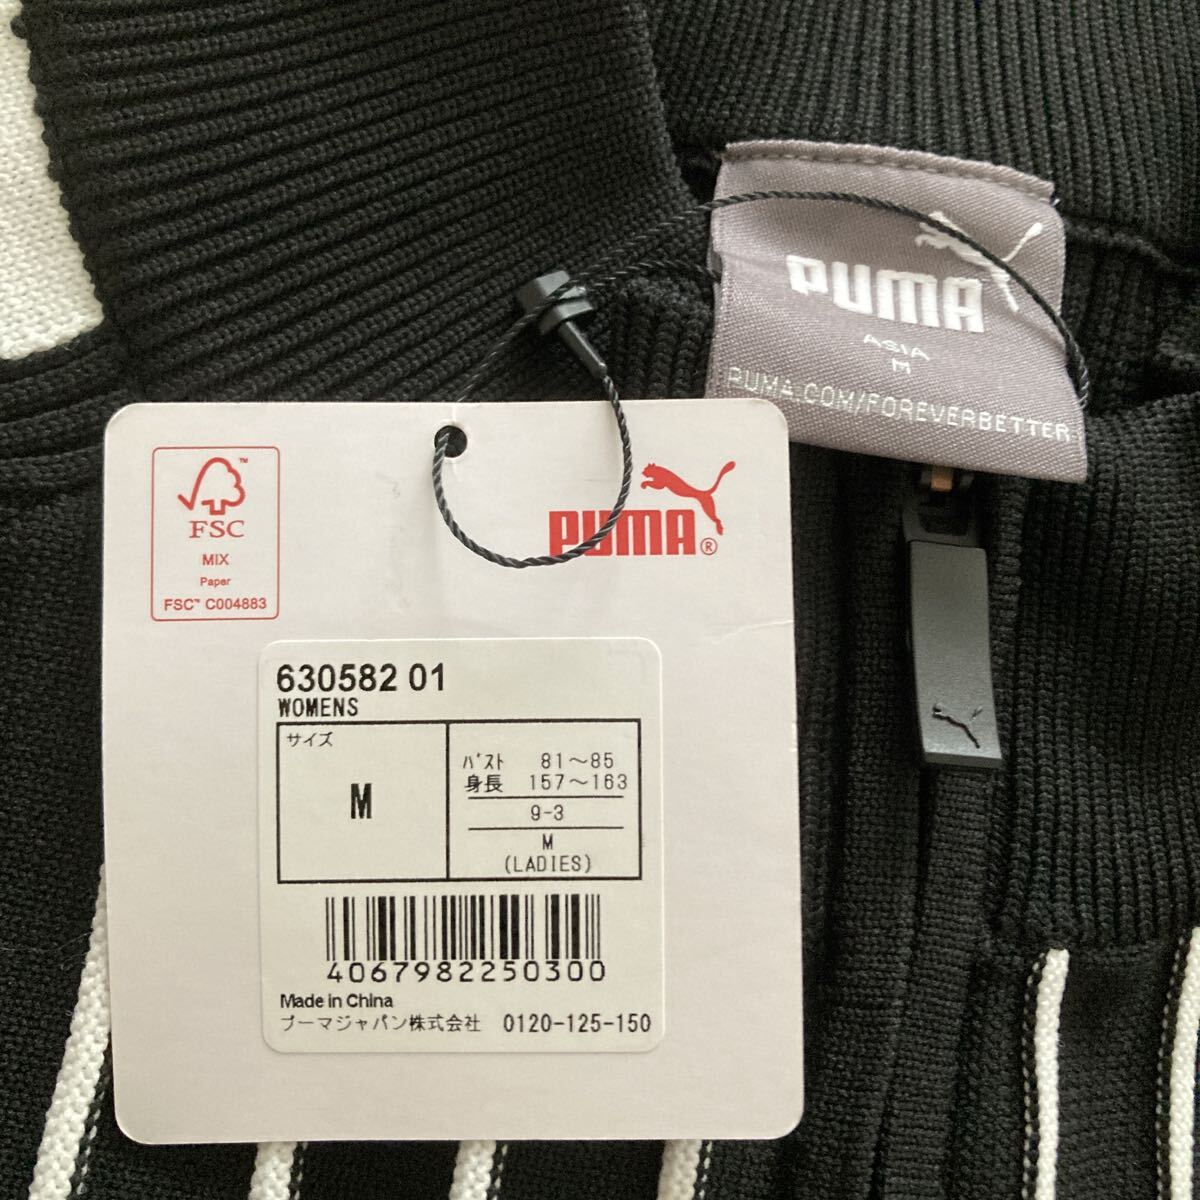 PUMA
ASIA
M
PUMA.COM/FOREVERBETTER
FSC™
MIX
Paper
FSC™ C004883
PUMA®
630582 01
WOMENS
サイズ
M
ﾊﾞｽﾄ 81～85
身長 157～163
9-3
M
(LADIES)
4067982250300
Made in China
プーマジャパン株式会社 0120-125-150